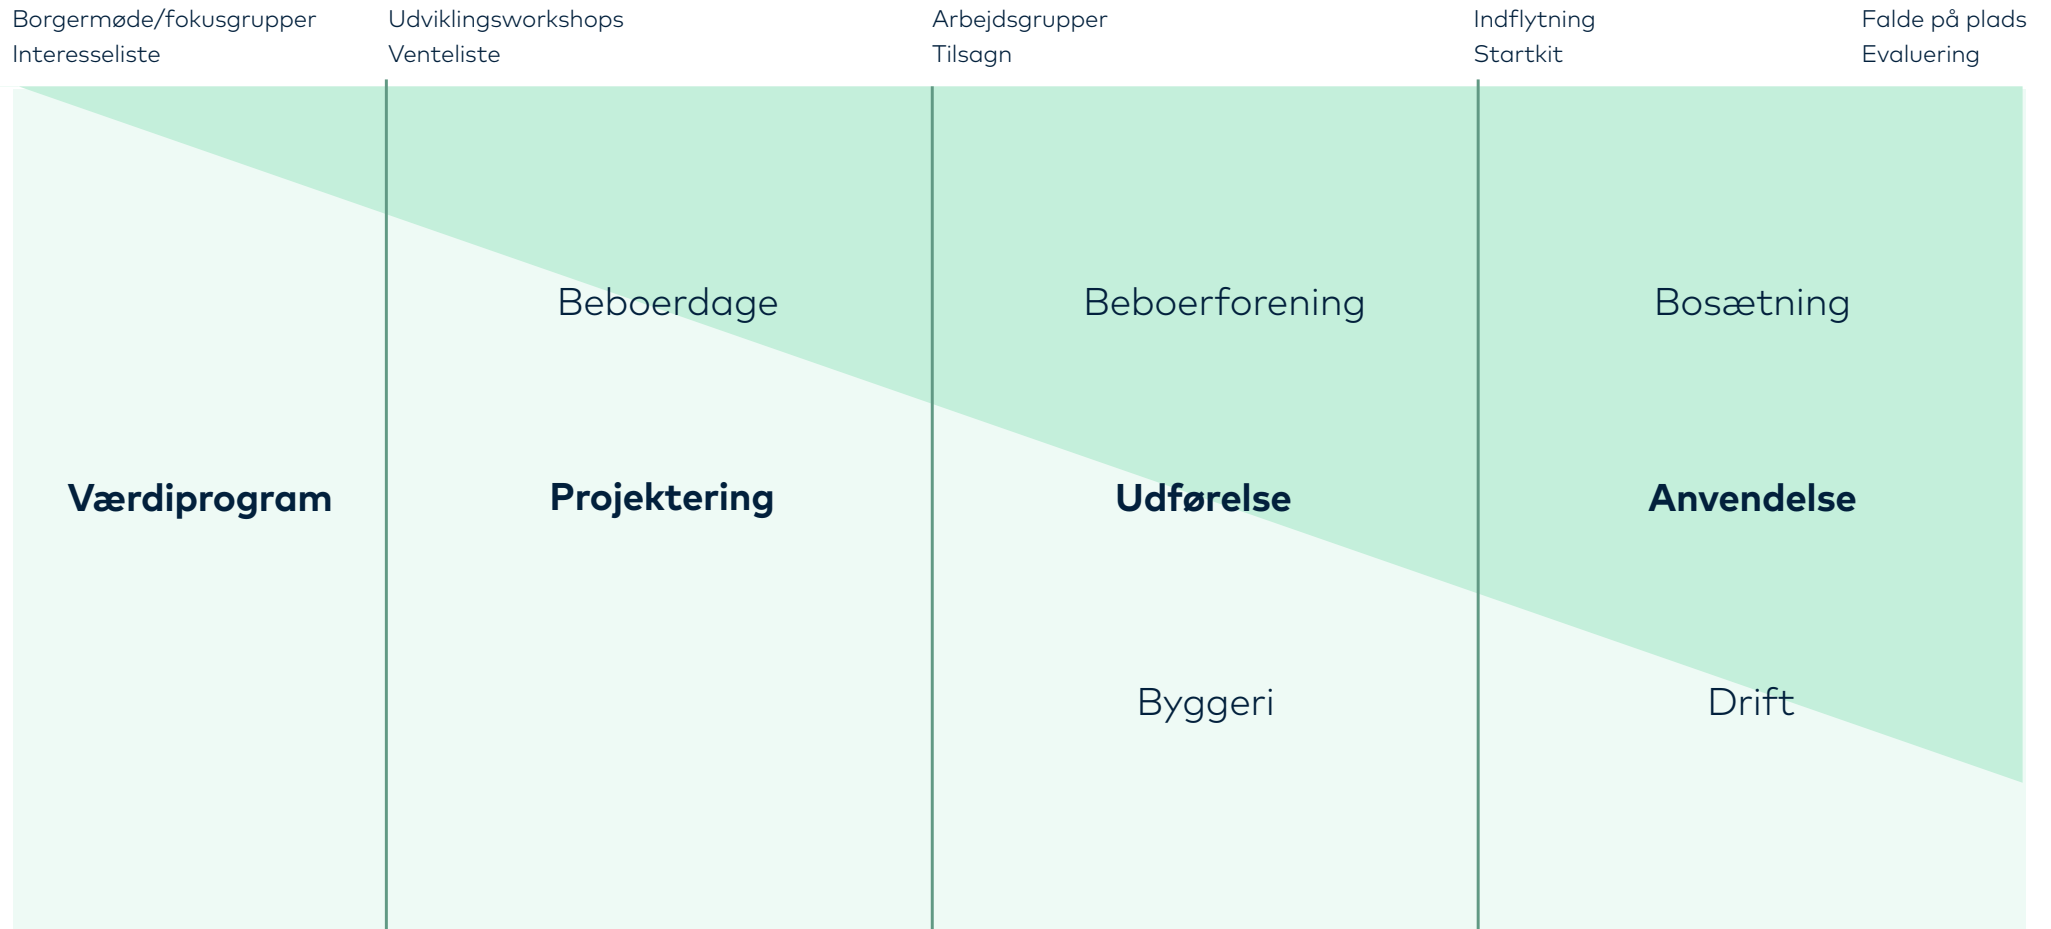 Borgermøde/fokusgrupper
Interesseliste
Udviklingsworkshops
Venteliste
Arbejdsgrupper
Tilsagn
Indflytning
Startkit
Falde på plads
Evaluering
Beboerdage
Beboerforening
Bosætning
Værdiprogram
Projektering
Udførelse
Anvendelse
Byggeri
Drift